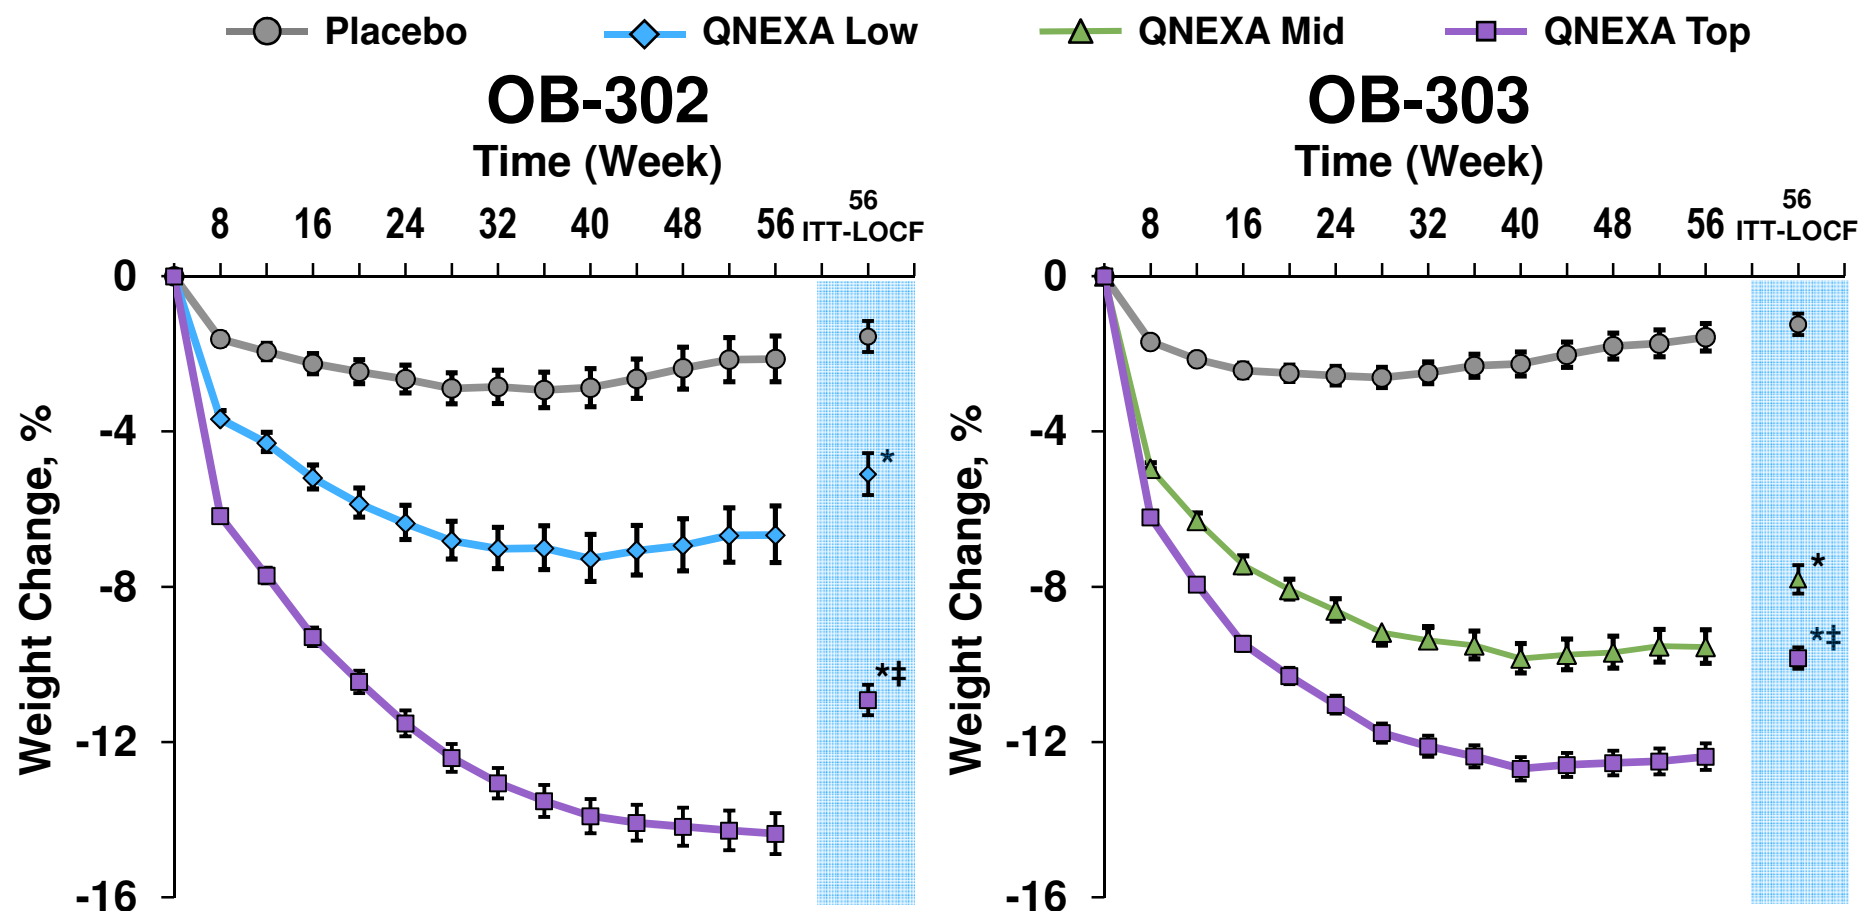 Placebo QNEXA Low QNEXA Mid QNEXA Top
OB-302
Time (Week)
8 16 24 32 40 48 56 56
ITT-LOCF
0
-4
-8
-12
-16
Weight Change, %
*
*‡
OB-303
Time (Week)
8 16 24 32 40 48 56 56
ITT-LOCF
0
-4
-8
-12
-16
Weight Change, %
*
*‡